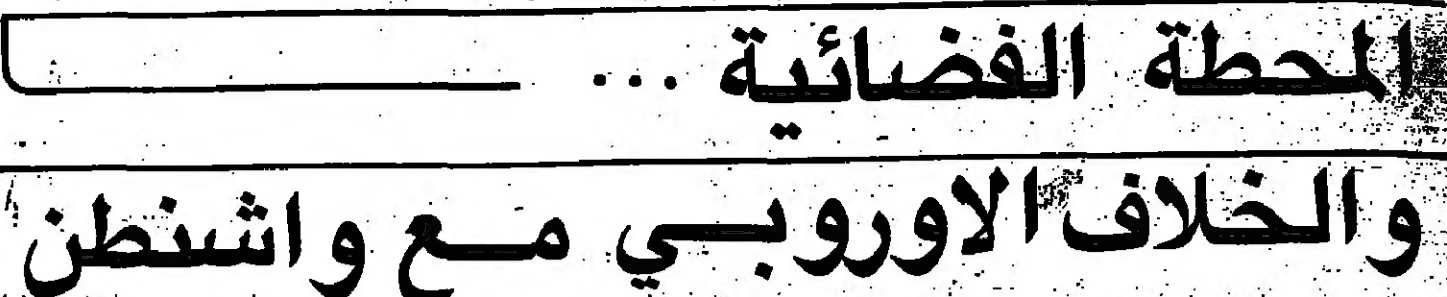 المحطة الفضائية ...
والخلاف الاوروبي مع واشنطن